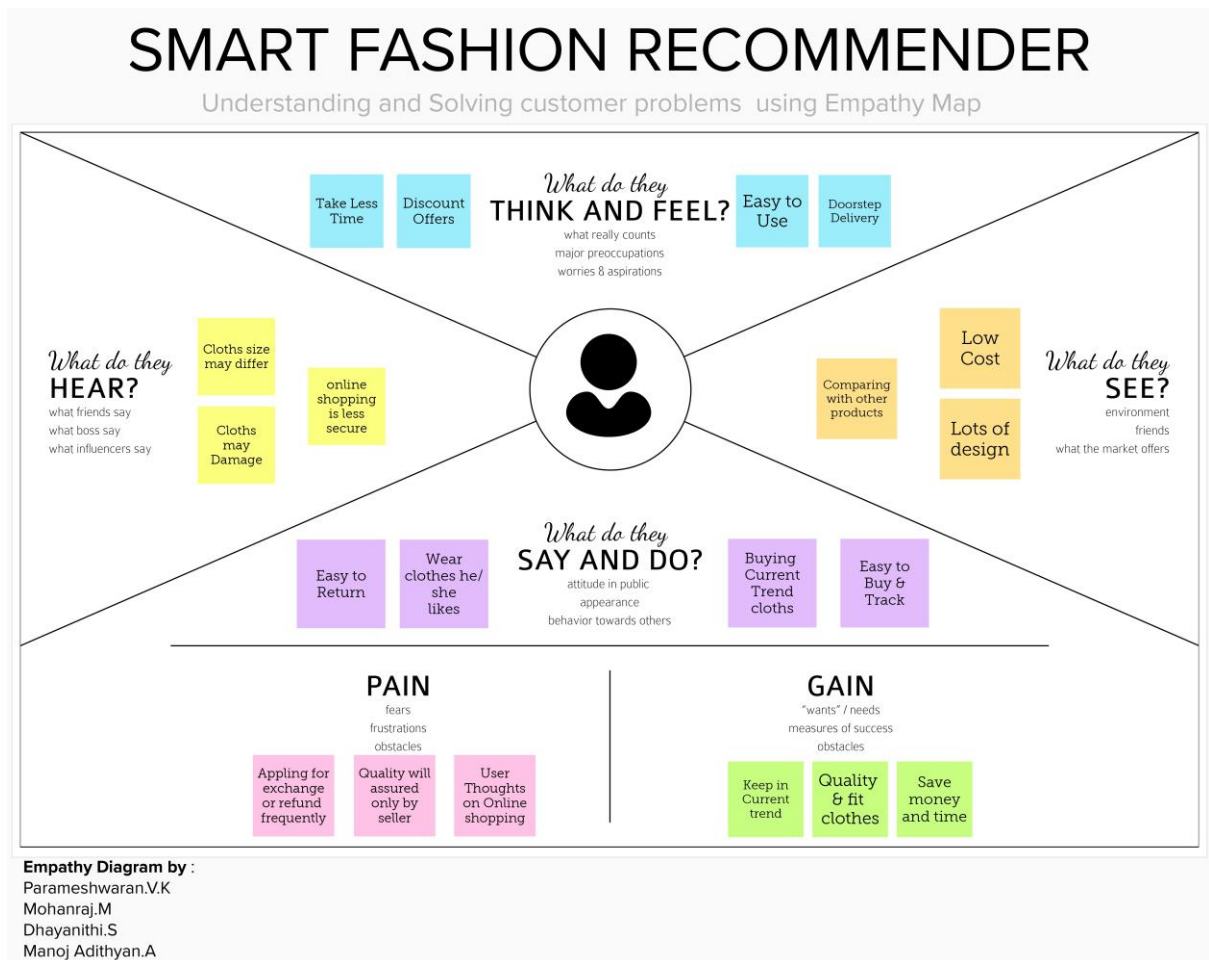 SMART FASHION RECOMMENDER
Understanding and Solving customer problems using Empathy Map
Take Less
Time
Discount
Offers
What do they
THINK AND FEEL?
what really counts
major preoccupations
worries & aspirations
Easy to
Use
Doorstep
Delivery
What do they
HEAR?
what friends say
what boss say
what influencers say
Cloths size
may differ
Cloths
may
Damage
online
shopping
is less
secure
Comparing
with other
products
Low
Cost
Lots of
design
What do they
SEE?
environment
friends
what the market offers
Easy to
Return
Wear
clothes he/
she
likes
What do they
SAY AND DO?
attitude in public
appearance
behavior towards others
Buying
Current
Trend
cloths
Easy to
Buy &
Track
PAIN
fears
frustrations
obstacles
Appling for
exchange
or refund
frequently
Quality will
assured
only by
seller
User
Thoughts
on Online
shopping
GAIN
"wants" / needs
measures of success
obstacles
Keep in
Current
trend
Quality
& fit
clothes
Save
money
and time
Empathy Diagram by :
Parameshwaran.V.K
Mohanraj.M
Dhayanithi.S
Manoj Adithyan.A